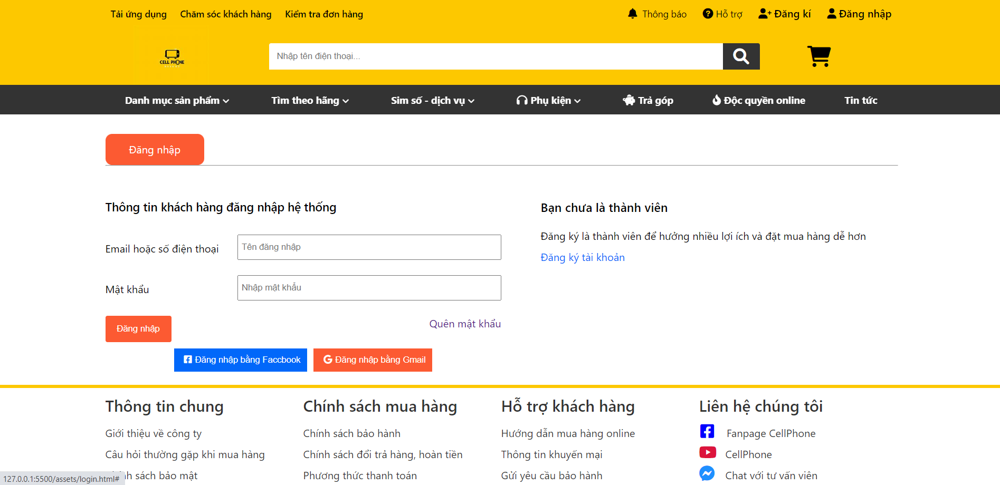 Tải ứng dụng Chăm sóc khách hàng Kiểm tra đơn hàng Thông báo Hỗ trợ Đăng kí Đăng nhập
CELL PHONE
Nhập tên điện thoại...
Danh mục sản phẩm Tìm theo hãng Sim số - dịch vụ Phụ kiện Trả góp Độc quyền online Tin tức
Đăng nhập
Thông tin khách hàng đăng nhập hệ thống
Email hoặc số điện thoại Tên đăng nhập
Mật khẩu Nhập mật khẩu
Đăng nhập Quên mật khẩu
Đăng nhập bằng Faccbook Đăng nhập bằng Gmail
Bạn chưa là thành viên
Đăng ký là thành viên để hưởng nhiều lợi ích và đặt mua hàng dễ hơn
Đăng ký tài khoản
Thông tin chung
Giới thiệu về công ty
Câu hỏi thường gặp khi mua hàng
sách bảo mật
Chính sách mua hàng
Chính sách bảo hành
Chính sách đổi trả hàng, hoàn tiền
Phương thức thanh toán
Hỗ trợ khách hàng
Hướng dẫn mua hàng online
Thông tin khuyến mại
Gửi yêu cầu bảo hành
Liên hệ chúng tôi
Fanpage CellPhone
CellPhone
Chat với tư vấn viên
127.0.0.1:5500/assets/login.html#